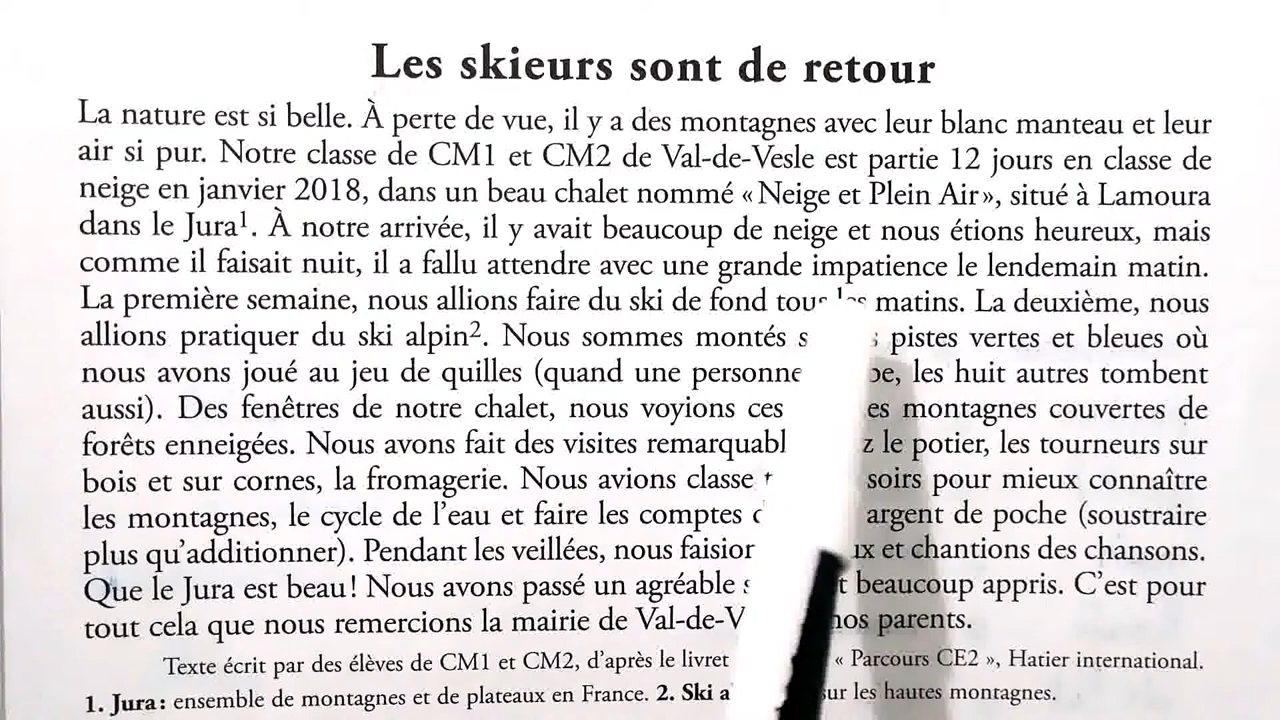 Les skieurs sont de retour
La nature est si belle. À perte de vue, il y a des montagnes avec leur blanc manteau et leur
air si pur. Notre classe de CM1 et CM2 de Val-de-Vesle est partie 12 jours en classe de
neige en janvier 2018, dans un beau chalet nommé « Neige et Plein Air », situé à Lamoura
dans le Jura¹. À notre arrivée, il y avait beaucoup de neige et nous étions heureux, mais
comme il faisait nuit, il a fallu attendre avec une grande impatience le lendemain matin.
La première semaine, nous allions faire du ski de fond tous les matins. La deuxième, nous
allions pratiquer du ski alpin². Nous sommes montés pistes vertes et bleues où
nous avons joué au jeu de quilles (quand une personne les huit autres tombent
aussi). Des fenêtres de notre chalet, nous voyions ces montagnes couvertes de
forêts enneigées. Nous avons fait des visites le potier, les tourneurs sur
bois et sur cornes, la fromagerie. Nous avions classe soirs pour mieux connaître
les montagnes, le cycle de l'eau et faire les comptes argent de poche (soustraire
plus qu'additionner). Pendant les veillées, nous et chantions des chansons.
Que le Jura est beau ! Nous avons passé un agréable beaucoup appris. C'est pour
tout cela que nous remercions la mairie de nos parents.
Texte écrit par des élèves de CM1 et CM2, d'après le livret « Parcours CE2 », Hatier international.
1. Jura : ensemble de montagnes et de plateaux en France. 2. Ski sur les hautes montagnes.